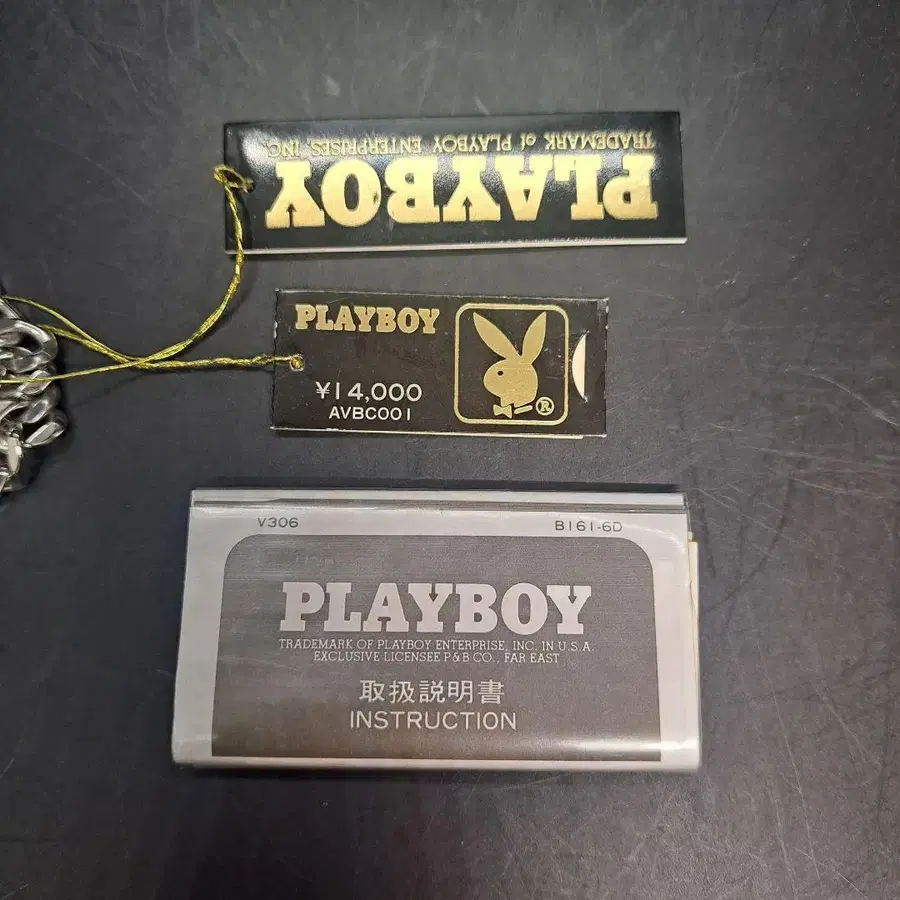 PLAYBOY
TRADEMARK of PLAYBOY ENTERPRISES, INC.
PLAYBOY
¥14,000
AVBC001
®
V306
B161-6D
PLAYBOY
TRADEMARK OF PLAYBOY ENTERPRISE, INC. IN U.S.A.
EXCLUSIVE LICENSEE P&B CO., FAR EAST
取扱説明書
INSTRUCTION